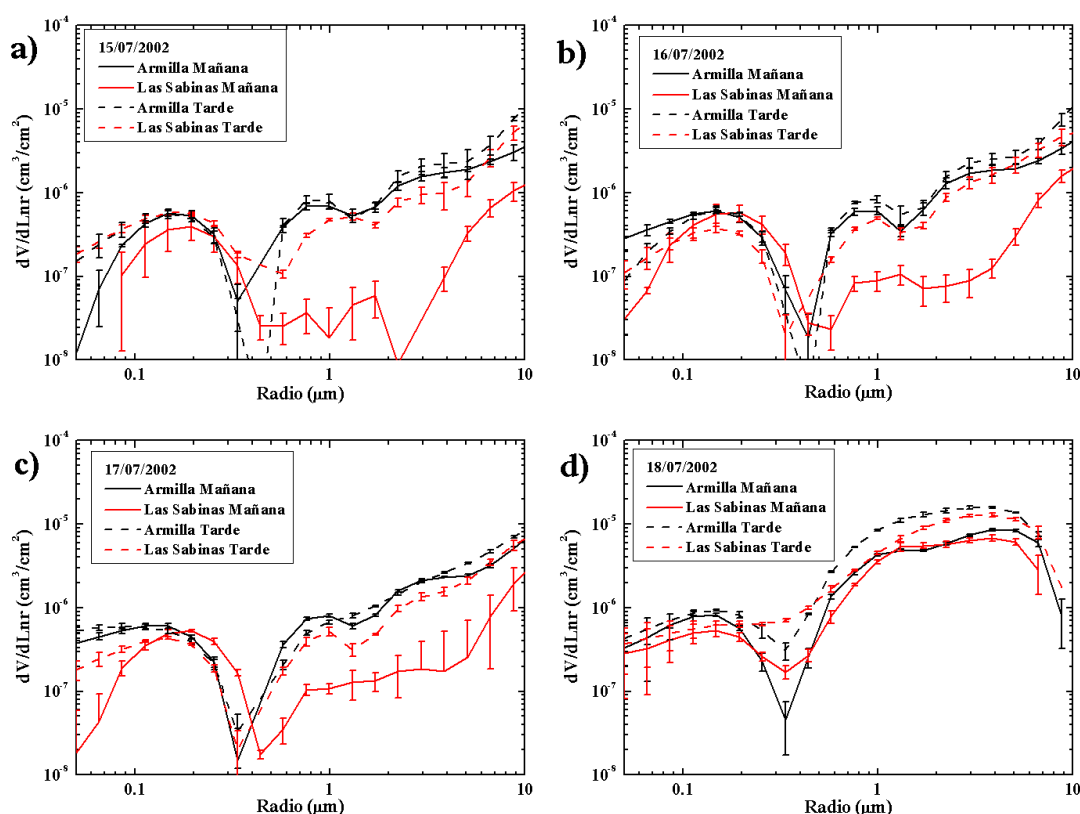 a)
15/07/2002
Armilla Mañana
Las Sabinas Mañana
Armilla Tarde
Las Sabinas Tarde
dV/dLnr (cm³/cm²)
10⁻⁴
10⁻⁵
10⁻⁶
10⁻⁷
10⁻⁸
0.1 1 10
Radio (µm)
b)
16/07/2002
Armilla Mañana
Las Sabinas Mañana
Armilla Tarde
Las Sabinas Tarde
dV/dLnr (cm³/cm²)
10⁻⁴
10⁻⁵
10⁻⁶
10⁻⁷
10⁻⁸
0.1 1 10
Radio (µm)
c)
17/07/2002
Armilla Mañana
Las Sabinas Mañana
Armilla Tarde
Las Sabinas Tarde
dV/dLnr (cm³/cm²)
10⁻⁴
10⁻⁵
10⁻⁶
10⁻⁷
10⁻⁸
0.1 1 10
Radio (µm)
d)
18/07/2002
Armilla Mañana
Las Sabinas Mañana
Armilla Tarde
Las Sabinas Tarde
dV/dLnr (cm³/cm²)
10⁻⁴
10⁻⁵
10⁻⁶
10⁻⁷
10⁻⁸
0.1 1 10
Radio (µm)